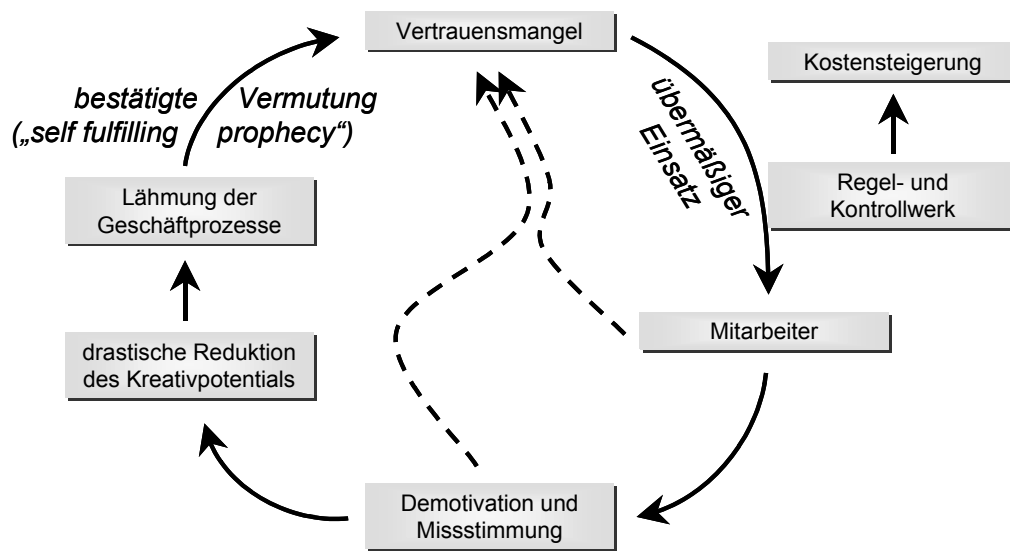 Vertrauensmangel
Kostensteigerung
übermäßiger
Einsatz
bestätigte Vermutung
(„self fulfilling prophecy“)
Regel- und
Kontrollwerk
Lähmung der
Geschäftprozesse
Mitarbeiter
drastische Reduktion
des Kreativpotentials
Demotivation und
Missstimmung